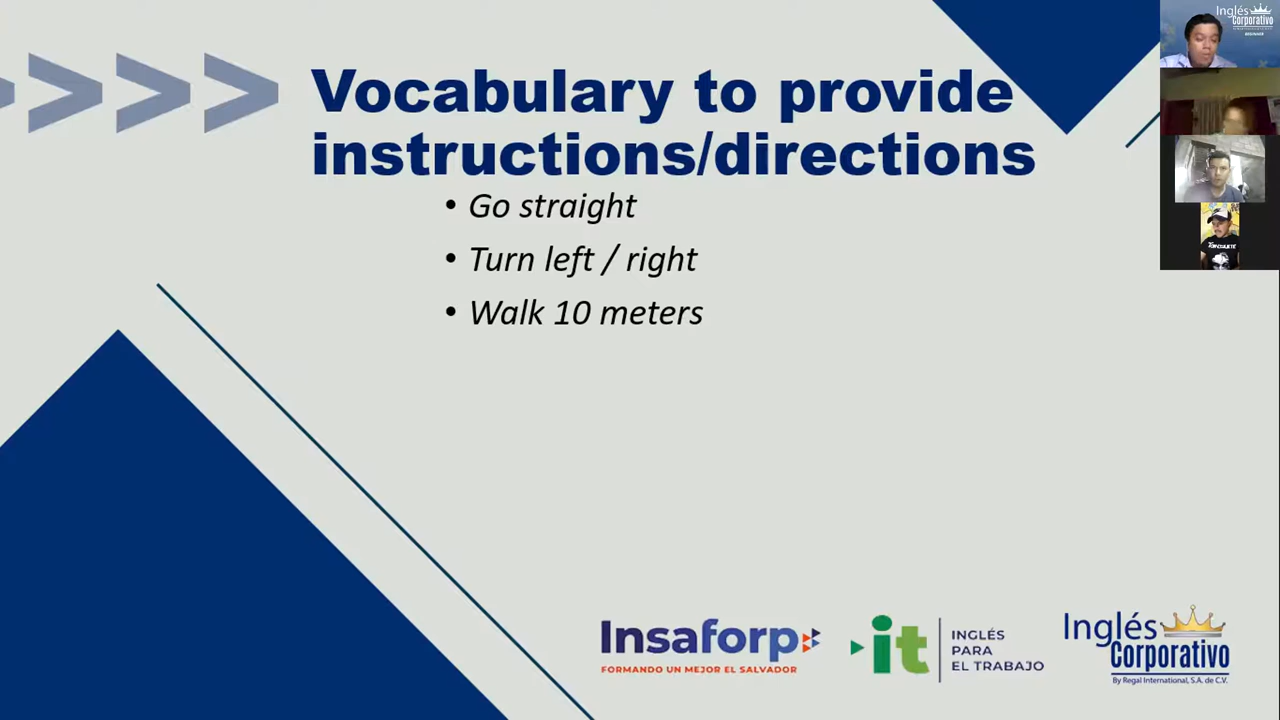 Vocabulary to provide
instructions/directions
• Go straight
• Turn left / right
• Walk 10 meters
Insaforp
FORMANDO UN MEJOR EL SALVADOR
it
INGLÉS
PARA
EL TRABAJO
Inglés
Corporativo
By Regal International, S.A. de C.V.
Inglés
Corporativo